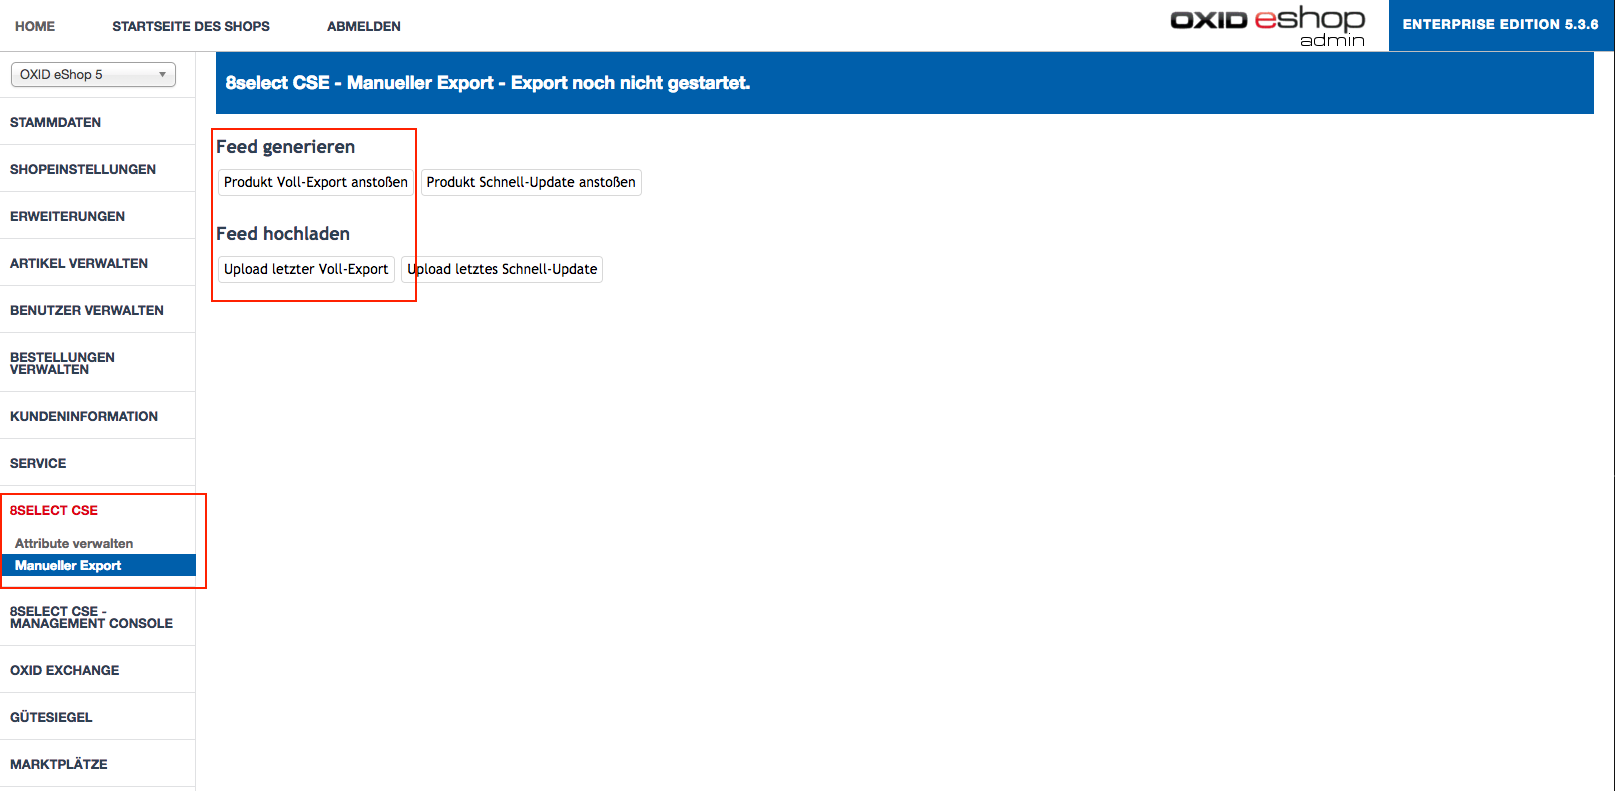 HOME STARTSEITE DES SHOPS ABMELDEN
OXID eshop
admin
ENTERPRISE EDITION 5.3.6
OXID eShop 5
8select CSE - Manueller Export - Export noch nicht gestartet.
STAMMDATEN
SHOPEINSTELLUNGEN
ERWEITERUNGEN
ARTIKEL VERWALTEN
BENUTZER VERWALTEN
BESTELLUNGEN
VERWALTEN
KUNDENINFORMATION
SERVICE
8SELECT CSE
Attribute verwalten
Manueller Export
8SELECT CSE -
MANAGEMENT CONSOLE
OXID EXCHANGE
GÜTESIEGEL
MARKTPLÄTZE
Feed generieren
Produkt Voll-Export anstoßen Produkt Schnell-Update anstoßen
Feed hochladen
Upload letzter Voll-Export Upload letztes Schnell-Update